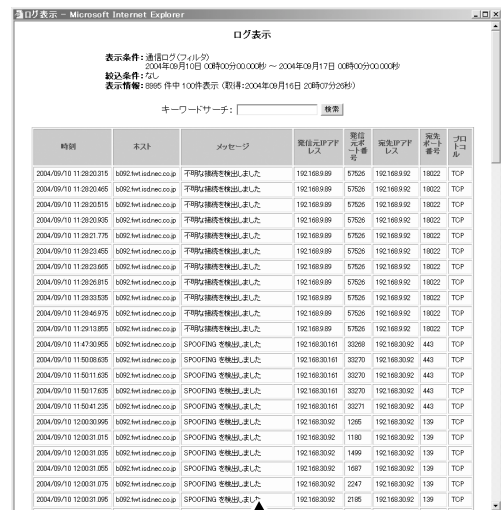 ログ表示 - Microsoft Internet Explorer
ログ表示
表示条件: 通信ログ(フィルタ)
2004年09月10日 00時00分00.000秒 ～ 2004年09月17日 00時00分00.000秒
絞込条件: なし
表示情報: 8985 件中 100件表示 (取得:2004年09月16日 20時07分26秒)
キーワードサーチ: 検索
時刻 ホスト メッセージ 発信元IPアドレス 発信元ポート番号 宛先IPアドレス 宛先ポート番号 プロトコル
2004/09/10 11:28:20.315 b092.fwt.isd.nec.co.jp 不明な接続を検出しました 192.168.9.89 57526 192.168.9.92 18022 TCP
2004/09/10 11:28:20.465 b092.fwt.isd.nec.co.jp 不明な接続を検出しました 192.168.9.89 57526 192.168.9.92 18022 TCP
2004/09/10 11:28:20.515 b092.fwt.isd.nec.co.jp 不明な接続を検出しました 192.168.9.89 57526 192.168.9.92 18022 TCP
2004/09/10 11:28:20.935 b092.fwt.isd.nec.co.jp 不明な接続を検出しました 192.168.9.89 57526 192.168.9.92 18022 TCP
2004/09/10 11:28:21.775 b092.fwt.isd.nec.co.jp 不明な接続を検出しました 192.168.9.89 57526 192.168.9.92 18022 TCP
2004/09/10 11:28:23.455 b092.fwt.isd.nec.co.jp 不明な接続を検出しました 192.168.9.89 57526 192.168.9.92 18022 TCP
2004/09/10 11:28:23.665 b092.fwt.isd.nec.co.jp 不明な接続を検出しました 192.168.9.89 57526 192.168.9.92 18022 TCP
2004/09/10 11:28:26.815 b092.fwt.isd.nec.co.jp 不明な接続を検出しました 192.168.9.89 57526 192.168.9.92 18022 TCP
2004/09/10 11:28:33.535 b092.fwt.isd.nec.co.jp 不明な接続を検出しました 192.168.9.89 57526 192.168.9.92 18022 TCP
2004/09/10 11:28:46.975 b092.fwt.isd.nec.co.jp 不明な接続を検出しました 192.168.9.89 57526 192.168.9.92 18022 TCP
2004/09/10 11:29:13.855 b092.fwt.isd.nec.co.jp 不明な接続を検出しました 192.168.9.89 57526 192.168.9.92 18022 TCP
2004/09/10 11:47:30.955 b092.fwt.isd.nec.co.jp SPOOFING を検出しました 192.168.30.161 33268 192.168.30.92 443 TCP
2004/09/10 11:50:08.635 b092.fwt.isd.nec.co.jp SPOOFING を検出しました 192.168.30.161 33270 192.168.30.92 443 TCP
2004/09/10 11:50:11.635 b092.fwt.isd.nec.co.jp SPOOFING を検出しました 192.168.30.161 33270 192.168.30.92 443 TCP
2004/09/10 11:50:17.635 b092.fwt.isd.nec.co.jp SPOOFING を検出しました 192.168.30.161 33270 192.168.30.92 443 TCP
2004/09/10 11:50:41.235 b092.fwt.isd.nec.co.jp SPOOFING を検出しました 192.168.30.161 33271 192.168.30.92 443 TCP
2004/09/10 12:00:30.995 b092.fwt.isd.nec.co.jp SPOOFING を検出しました 192.168.30.92 1265 192.168.30.92 139 TCP
2004/09/10 12:00:31.015 b092.fwt.isd.nec.co.jp SPOOFING を検出しました 192.168.30.92 1180 192.168.30.92 139 TCP
2004/09/10 12:00:31.035 b092.fwt.isd.nec.co.jp SPOOFING を検出しました 192.168.30.92 1499 192.168.30.92 139 TCP
2004/09/10 12:00:31.055 b092.fwt.isd.nec.co.jp SPOOFING を検出しました 192.168.30.92 1687 192.168.30.92 139 TCP
2004/09/10 12:00:31.075 b092.fwt.isd.nec.co.jp SPOOFING を検出しました 192.168.30.92 2247 192.168.30.92 139 TCP
2004/09/10 12:00:31.095 b092.fwt.isd.nec.co.jp SPOOFING を検出しました 192.168.30.92 2185 192.168.30.92 139 TCP